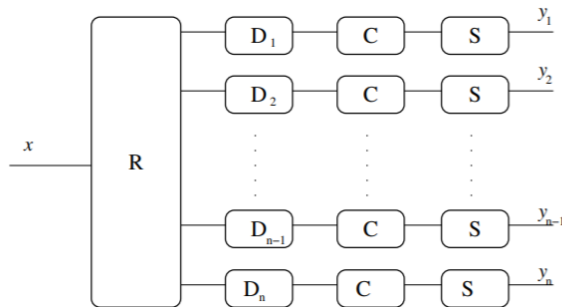 D₁ C S y₁
D₂ C S y₂
x
R
Dₙ₋₁ C S yₙ₋₁
Dₙ C S yₙ